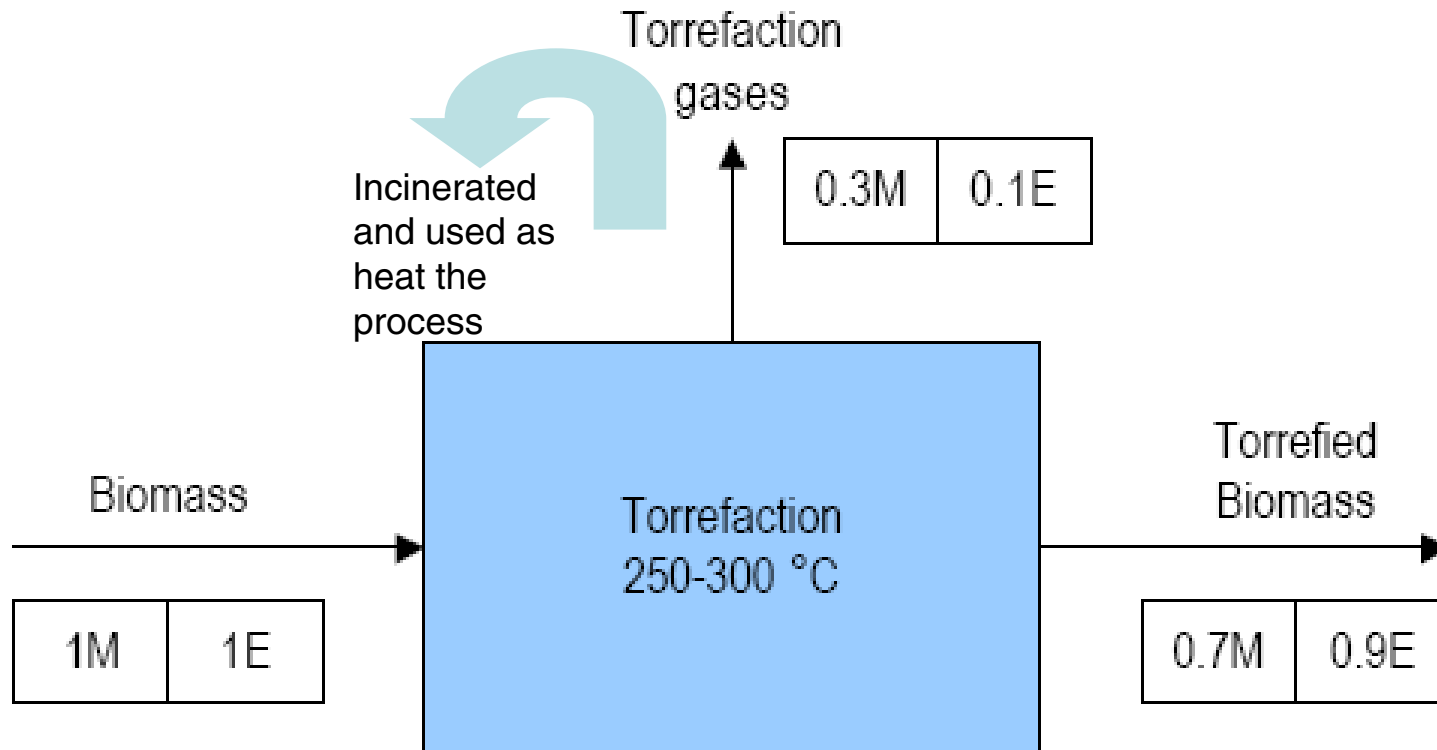 Torrefaction
gases
0.3M 0.1E
Incinerated
and used as
heat the
process
Biomass
1M 1E
Torrefaction
250-300 °C
Torrefied
Biomass
0.7M 0.9E